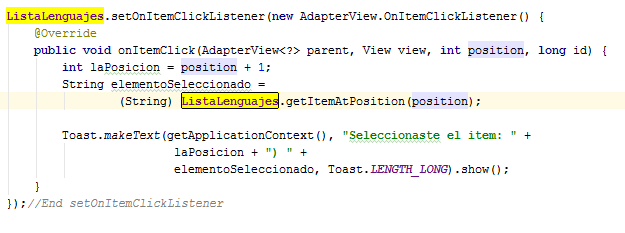 ListaLenguajes.setOnItemClickListener(new AdapterView.OnItemClickListener() {
    @Override
    public void onItemClick(AdapterView<?> parent, View view, int position, long id) {
        int laPosicion = position + 1;
        String elementoSeleccionado =
                (String) ListaLenguajes.getItemAtPosition(position);

        Toast.makeText(getApplicationContext(), "Seleccionaste el item: " +
                laPosicion + ") " +
                elementoSeleccionado, Toast.LENGTH_LONG).show();
    }
});//End setOnItemClickListener